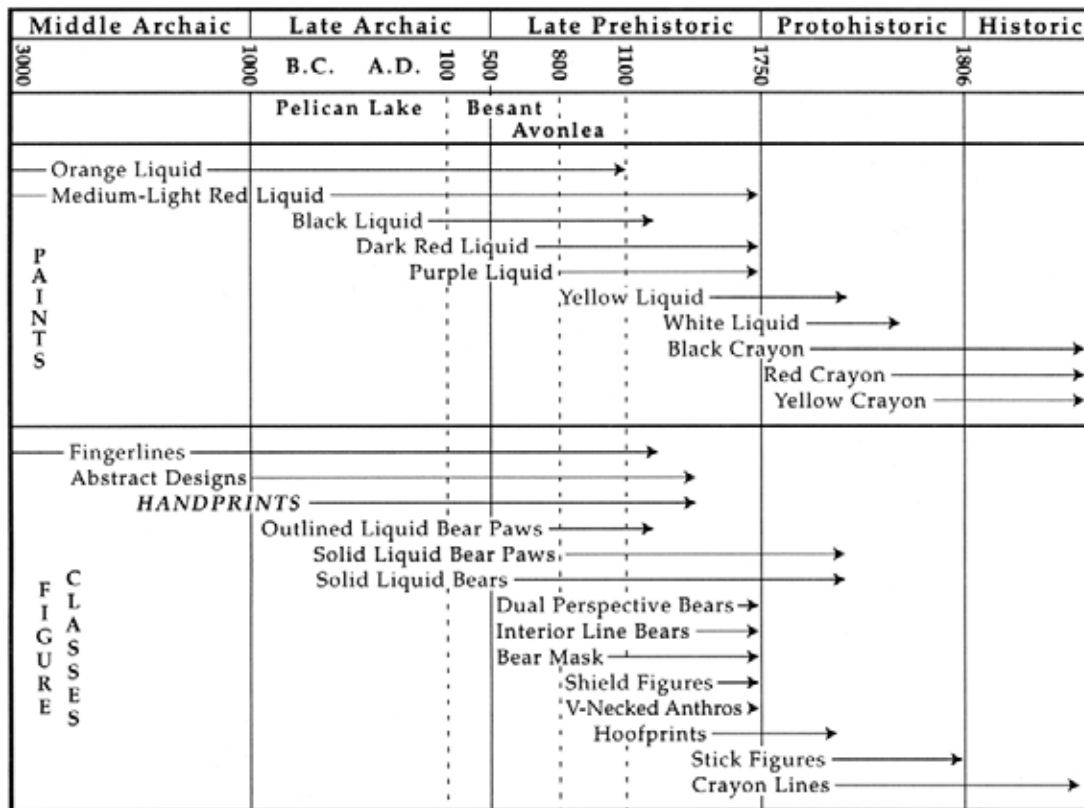 Middle Archaic Late Archaic Late Prehistoric Protohistoric Historic
3000 1000 B.C. A.D. 100 500 800 1100 1750 1806
Pelican Lake Besant
Avonlea
PAINTS
Orange Liquid
Medium-Light Red Liquid
Black Liquid
Dark Red Liquid
Purple Liquid
Yellow Liquid
White Liquid
Black Crayon
Red Crayon
Yellow Crayon
FIGURE
CLASSES
Fingerlines
Abstract Designs
HANDPRINTS
Outlined Liquid Bear Paws
Solid Liquid Bear Paws
Solid Liquid Bears
Dual Perspective Bears
Interior Line Bears
Bear Mask
Shield Figures
V-Necked Anthros
Hoofprints
Stick Figures
Crayon Lines